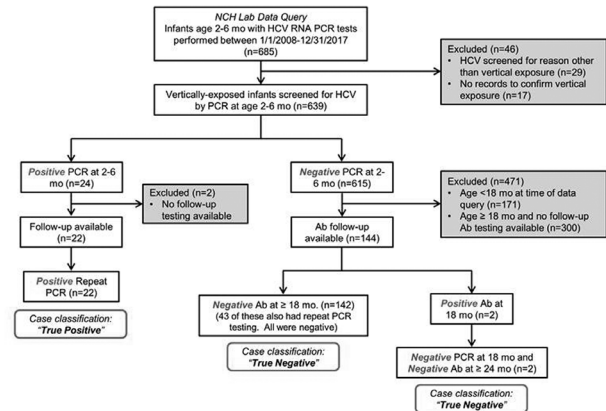 NCH Lab Data Query
Infants age 2-6 mo with HCV RNA PCR tests
performed between 1/1/2008-12/31/2017
(n=685)
Excluded (n=46)
• HCV screened for reason other
than vertical exposure (n=29)
• No records to confirm vertical
exposure (n=17)
Vertically-exposed infants screened for HCV
by PCR at age 2-6 mo (n=639)
Positive PCR at 2-6
mo (n=24)
Excluded (n=2)
• No follow-up
testing available
Negative PCR at 2-
6 mo (n=615)
Excluded (n=471)
• Age <18 mo at time of data
query (n=171)
• Age ≥ 18 mo and no follow-up
Ab testing available (n=300)
Follow-up available
(n=22)
Ab follow-up
available (n=144)
Positive Repeat
PCR (n=22)
Case classification:
“True Positive”
Negative Ab at ≥ 18 mo. (n=142)
(43 of these also had repeat PCR
testing. All were negative)
Case classification:
“True Negative”
Positive Ab at
18 mo (n=2)
Negative PCR at 18 mo and
Negative Ab at ≥ 24 mo (n=2)
Case classification:
“True Negative”